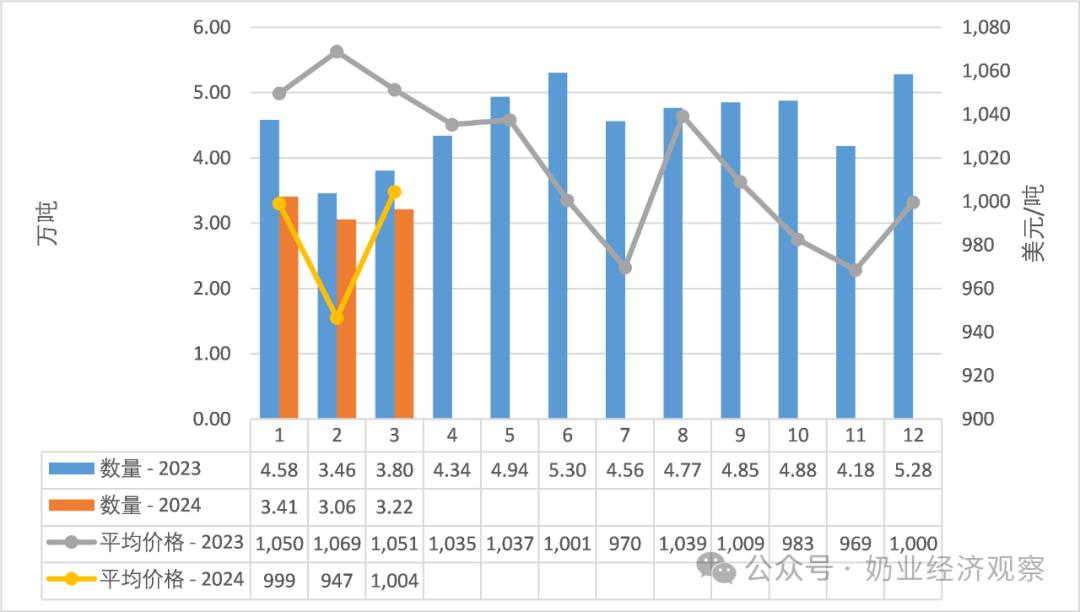 6.00
5.00
4.00
3.00
2.00
1.00
0.00
万吨
1,080
1,060
1,040
1,020
1,000
980
960
940
920
900
美元/吨
1 2 3 4 5 6 7 8 9 10 11 12
数量 - 2023 4.58 3.46 3.80 4.34 4.94 5.30 4.56 4.77 4.85 4.88 4.18 5.28
数量 - 2024 3.41 3.06 3.22
平均价格 - 2023 1,050 1,069 1,051 1,035 1,037 1,001 970 1,039 1,009 983 969 1,000
平均价格 - 2024 999 947 1,004
公众号 · 奶业经济观察